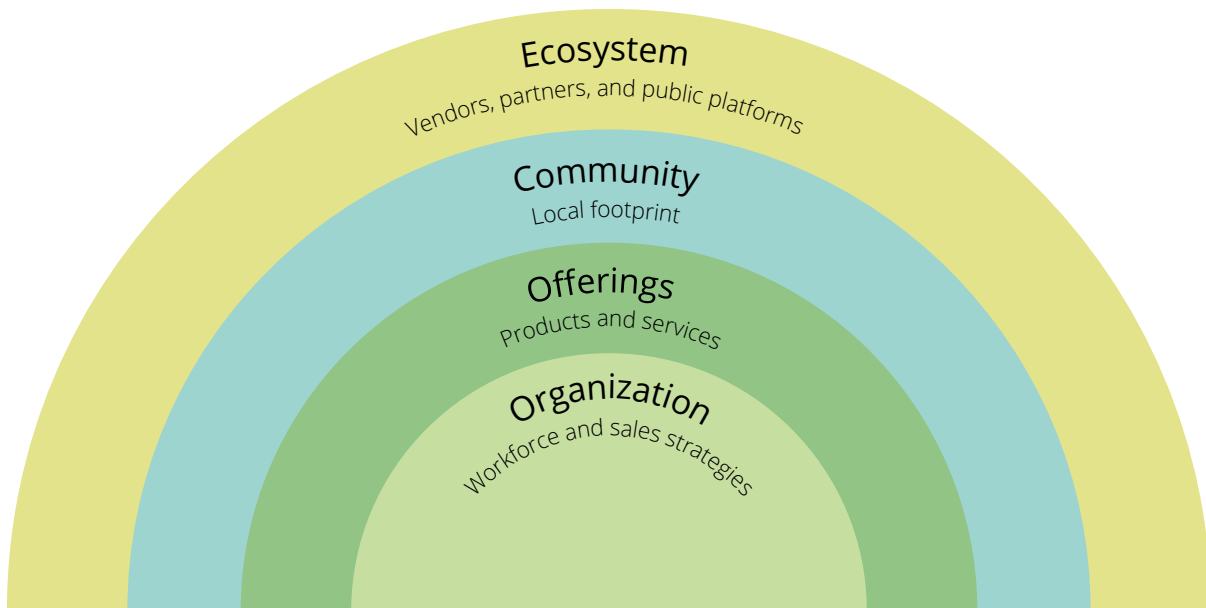 Ecosystem
Vendors, partners, and public platforms
Community
Local footprint
Offerings
Products and services
Organization
Workforce and sales strategies